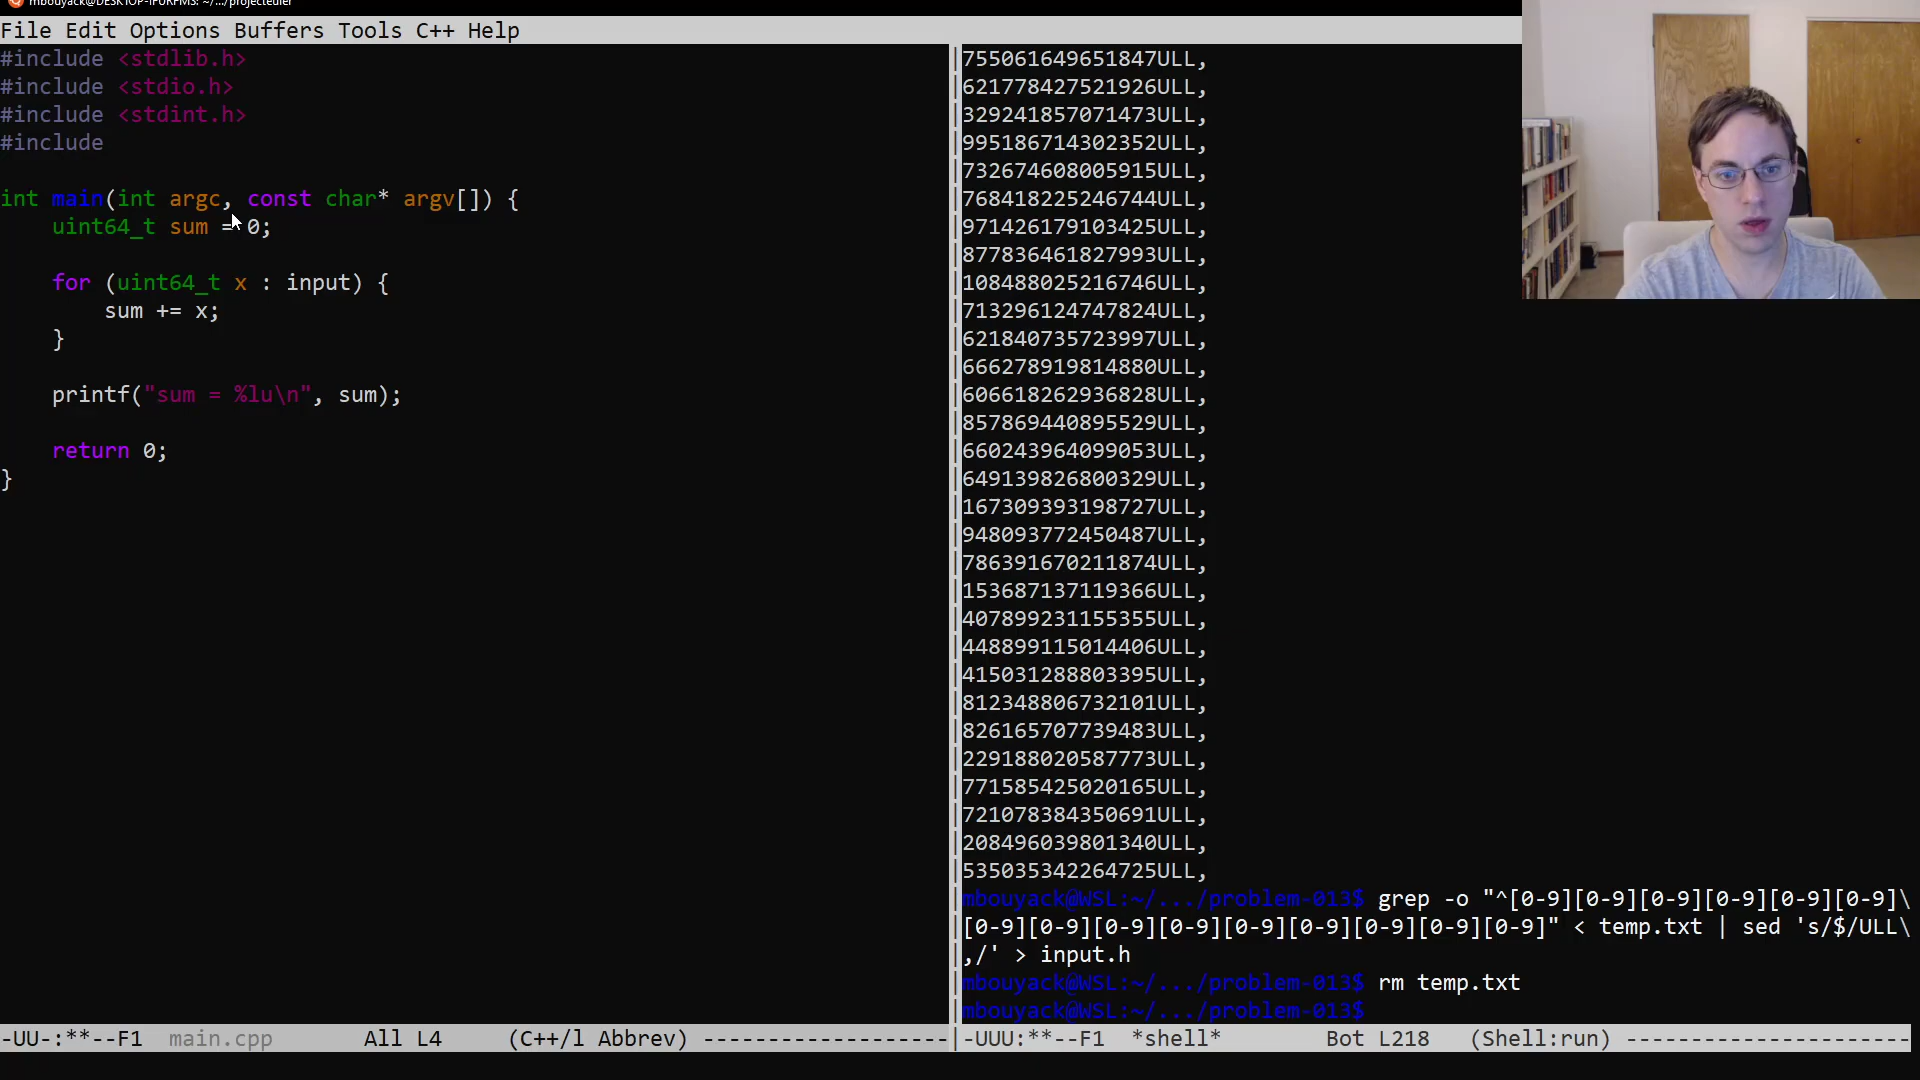 mbouyack@DESKTOP-IFURFMS: ~/.../projecteuler
File Edit Options Buffers Tools C++ Help
#include <stdlib.h>
#include <stdio.h>
#include <stdint.h>
#include
int main(int argc, const char* argv[]) {
uint64_t sum = 0;
for (uint64_t x : input) {
sum += x;
}
printf("sum = %lu\n", sum);
return 0;
}
-UU-:**--F1 main.cpp All L4 (C++/l Abbrev) -------------------
755061649651847ULL,
621778427521926ULL,
329241857071473ULL,
995186714302352ULL,
732674608005915ULL,
768418225246744ULL,
971426179103425ULL,
877836461827993ULL,
108488025216746ULL,
713296124747824ULL,
621840735723997ULL,
666278919814880ULL,
606618262936828ULL,
857869440895529ULL,
660243964099053ULL,
649139826800329ULL,
167309393198727ULL,
948093772450487ULL,
786391670211874ULL,
153687137119366ULL,
407899231155355ULL,
448899115014406ULL,
415031288803395ULL,
812348806732101ULL,
826165707739483ULL,
229188020587773ULL,
771585425020165ULL,
721078384350691ULL,
208496039801340ULL,
535035342264725ULL,
mbouyack@WSL:~/.../problem-013$ grep -o "^[0-9][0-9][0-9][0-9][0-9][0-9]\
[0-9][0-9][0-9][0-9][0-9][0-9][0-9][0-9][0-9]" < temp.txt | sed 's/$/ULL\
,/' > input.h
mbouyack@WSL:~/.../problem-013$ rm temp.txt
mbouyack@WSL:~/.../problem-013$
-UUU:**--F1 *shell* Bot L218 (Shell:run) ----------------------